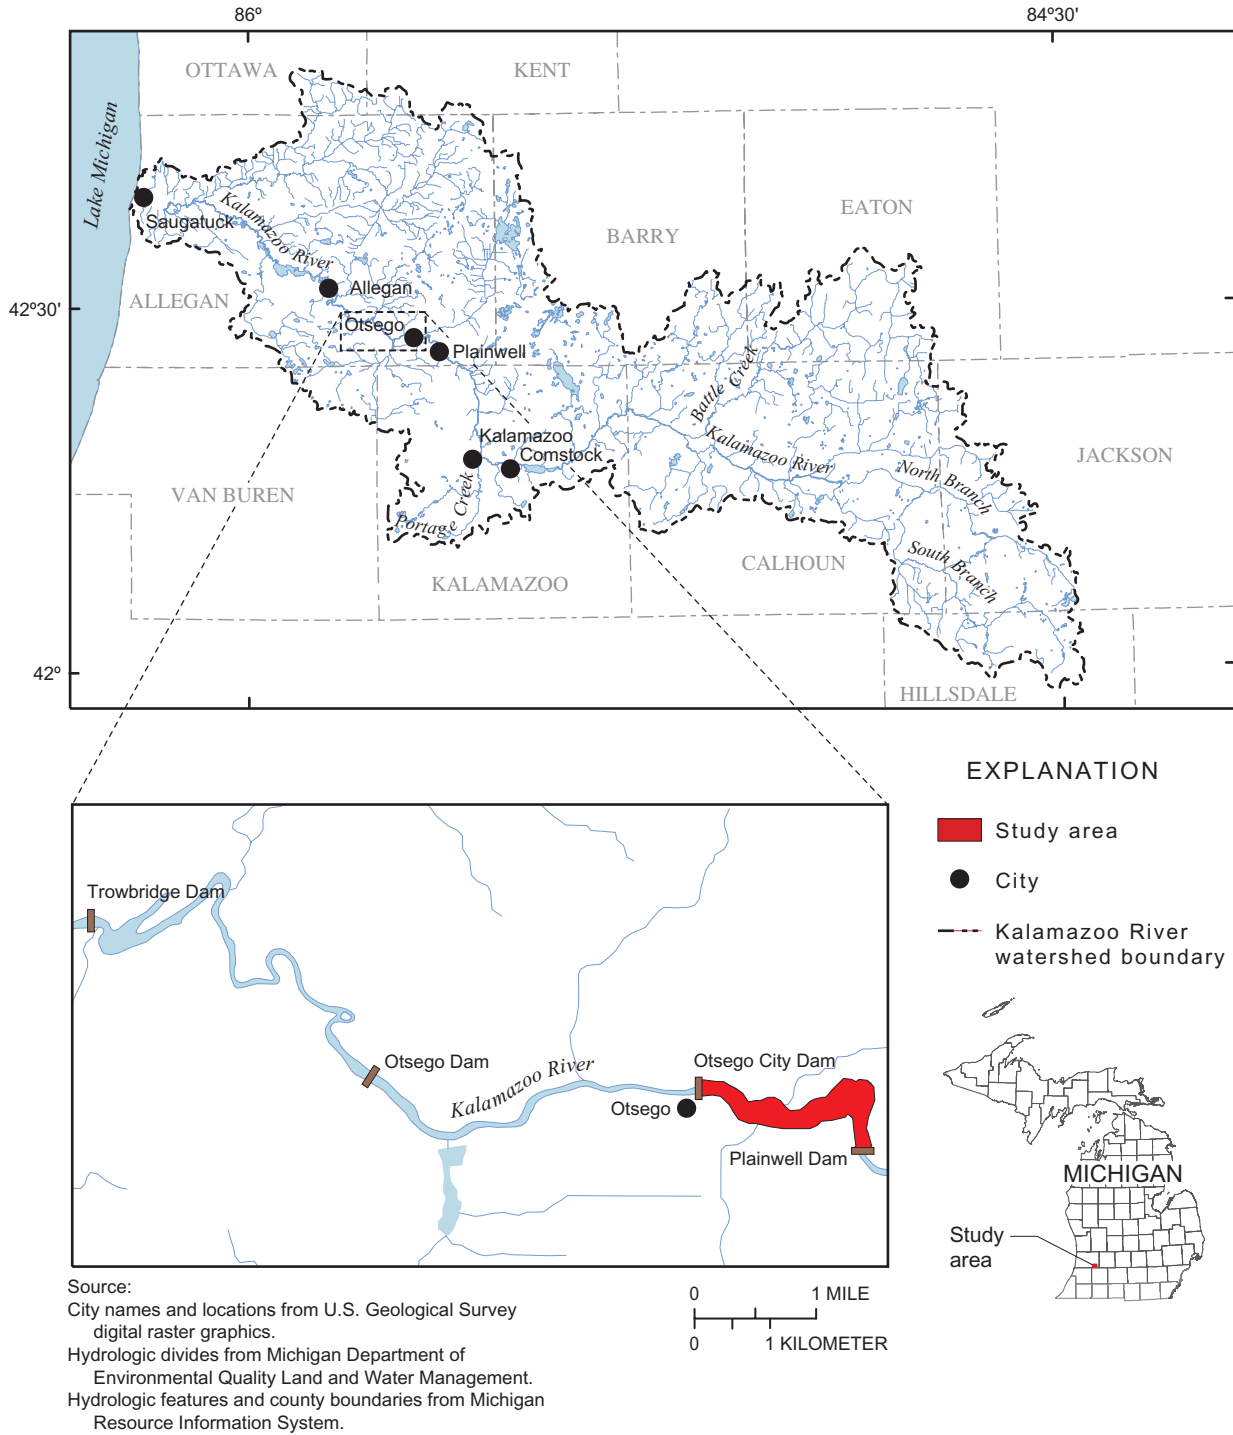 86º
84º30'
OTTAWA
KENT
Lake Michigan
EATON
Saugatuck
Kalamazoo River
BARRY
ALLEGAN
Allegan
42º30'
Otsego
Plainwell
Battle Creek
Kalamazoo
Comstock
Kalamazoo River
JACKSON
North Branch
VAN BUREN
Portage Creek
South Branch
CALHOUN
KALAMAZOO
42º
HILLSDALE
EXPLANATION
Study area
City
Kalamazoo River
watershed boundary
Trowbridge Dam
Otsego Dam
Kalamazoo River
Otsego City Dam
Otsego
Plainwell Dam
MICHIGAN
Study
area
Source:
City names and locations from U.S. Geological Survey
digital raster graphics.
Hydrologic divides from Michigan Department of
Environmental Quality Land and Water Management.
Hydrologic features and county boundaries from Michigan
Resource Information System.
0 1 MILE
0 1 KILOMETER